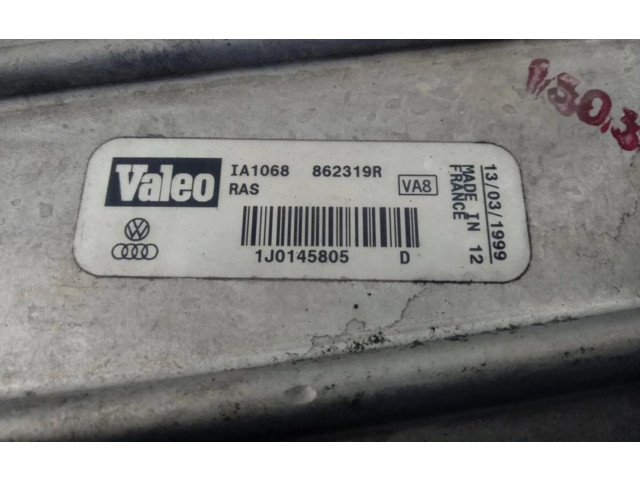 Valeo
IA1068 862319R
RAS
VA8
1J0145805 D
13/03/1999
MADE IN 12
FRANCE